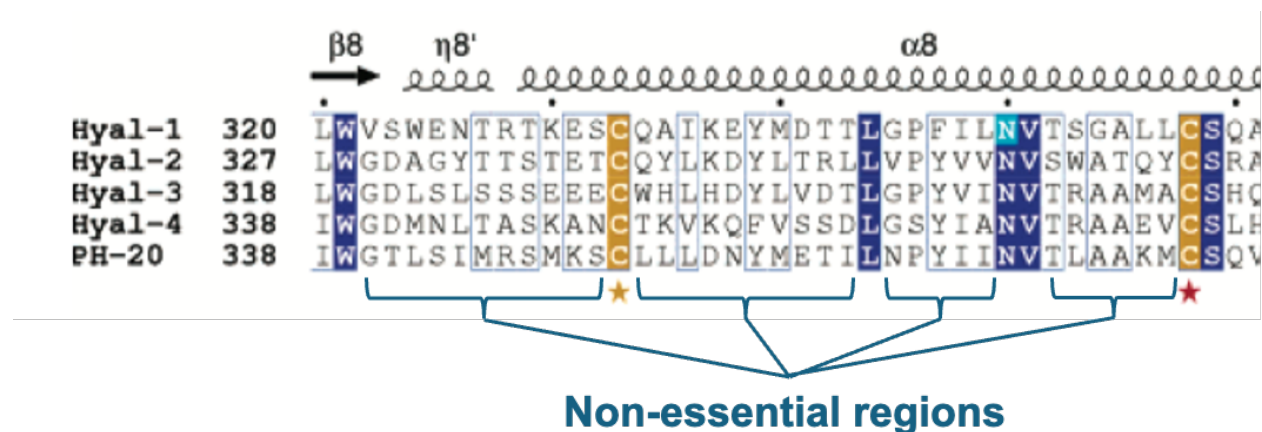 β8 η8' α8
Hyal-1 320 LWVSWENTRTKESCQAIKEYMDTTLGPFILNVTSGALLCSQA
Hyal-2 327 LWGDAGYTTSTETCQYLKDYLTRLLVPYVVNVSWATQYCSRA
Hyal-3 318 LWGDLSLSSSEEECWHLHDYLVDTLGPYVINVTRAAMACSHQ
Hyal-4 338 IWGDMNLTASKANCTKVKQFVSSDLGSYIANVTRAAEVCSLH
PH-20 338 IWGTLSIMRSMKSCLLLDNYMETILNPYIINVTLAAKMCSQV
Non-essential regions